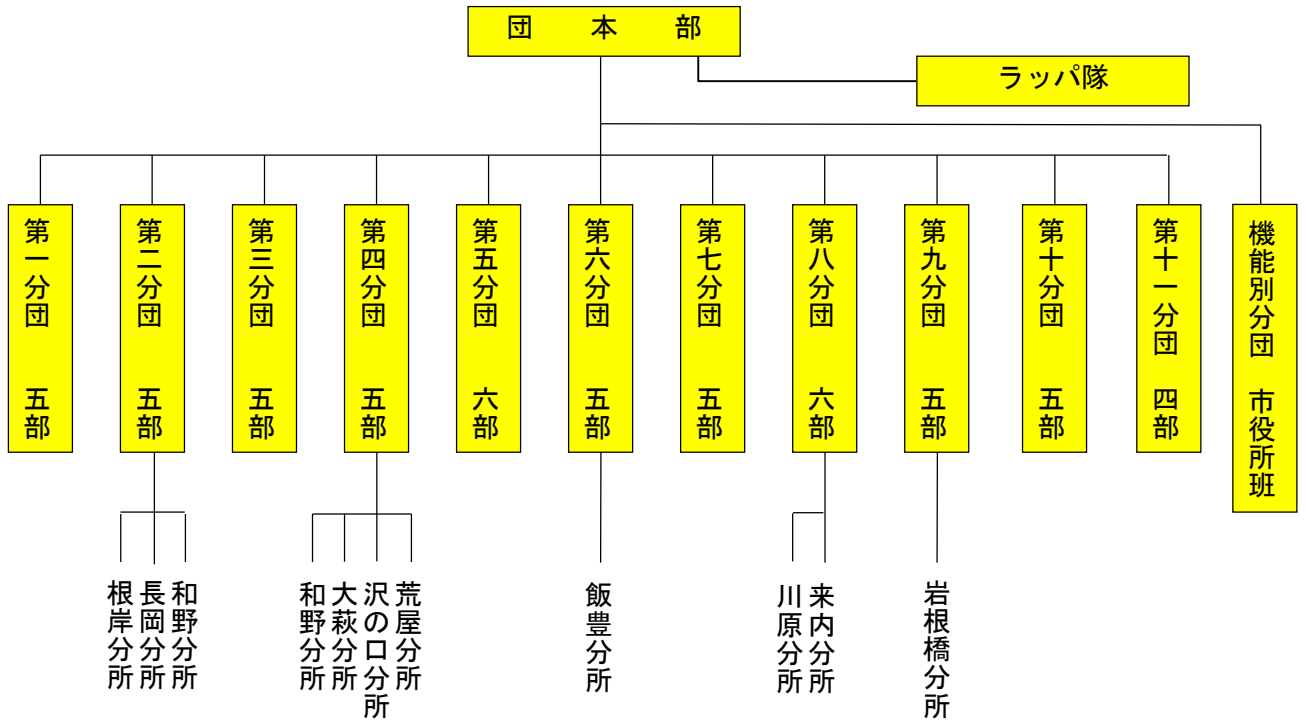 団 本 部
ラッパ隊
第一分団 五部
第二分団 五部
第三分団 五部
第四分団 五部
第五分団 六部
第六分団 五部
第七分団 五部
第八分団 六部
第九分団 五部
第十分団 五部
第十一分団 四部
機能別分団 市役所班
根岸分所
長岡分所
和野分所
和野分所
大萩分所
沢の口分所
荒屋分所
飯豊分所
川原分所
来内分所
岩根橋分所